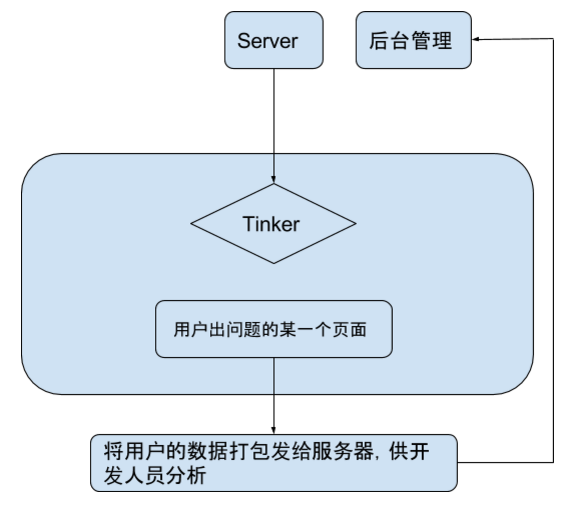 Server
后台管理
Tinker
用户出问题的某一个页面
将用户的数据打包发给服务器, 供开
发人员分析